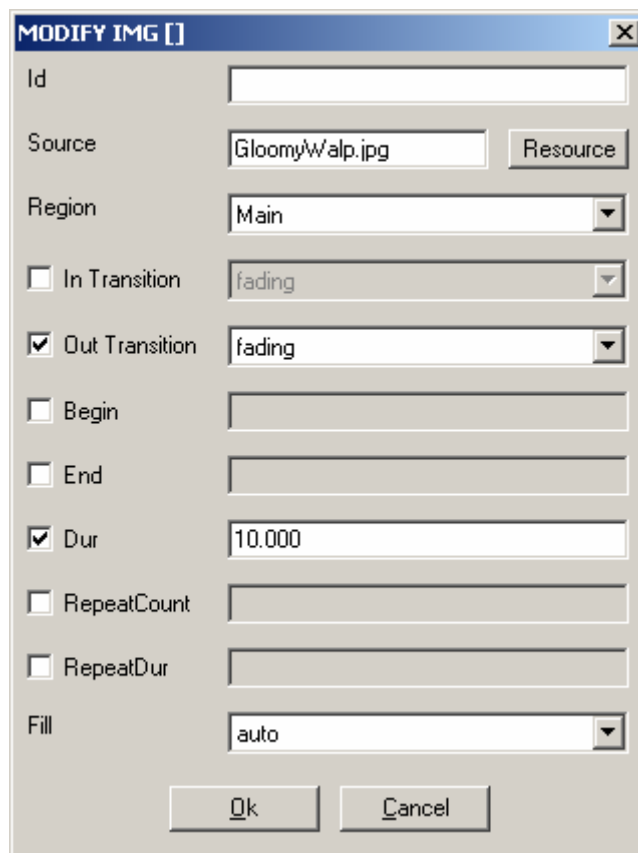 MODIFY IMG []
Id
Source GloomyWalp.jpg Resource
Region Main
In Transition fading
Out Transition fading
Begin
End
Dur 10.000
RepeatCount
RepeatDur
Fill auto
Ok Cancel